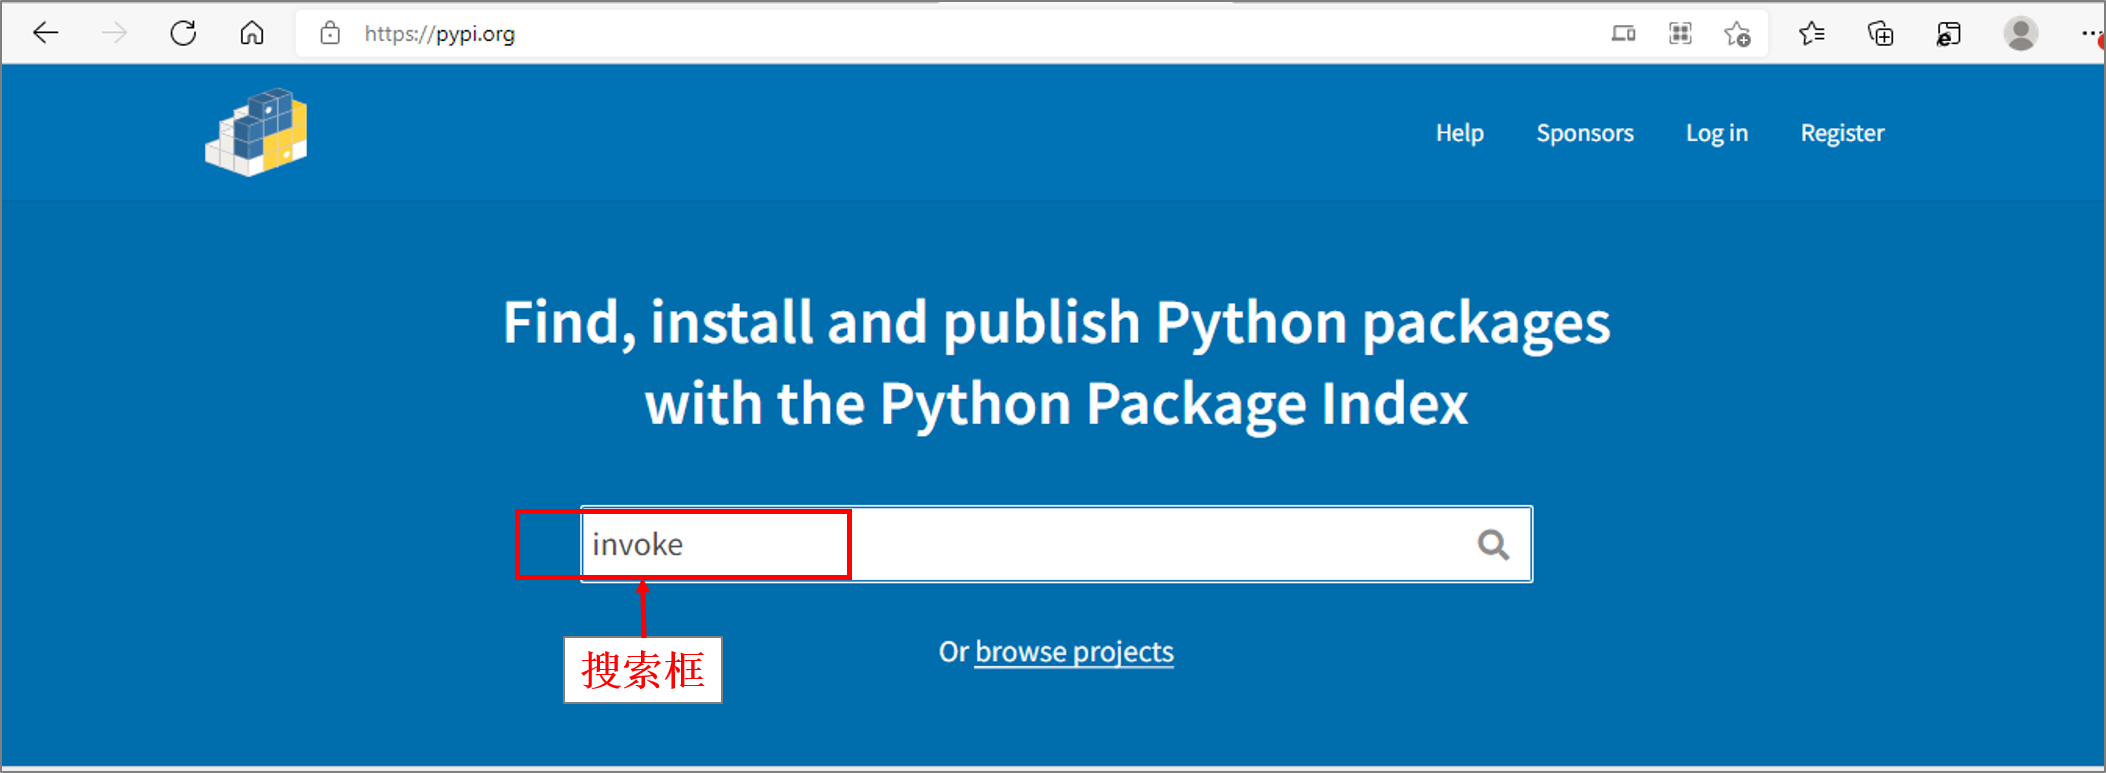 https://pypi.org
Help Sponsors Log in Register
Find, install and publish Python packages
with the Python Package Index
invoke
搜索框
Or browse projects